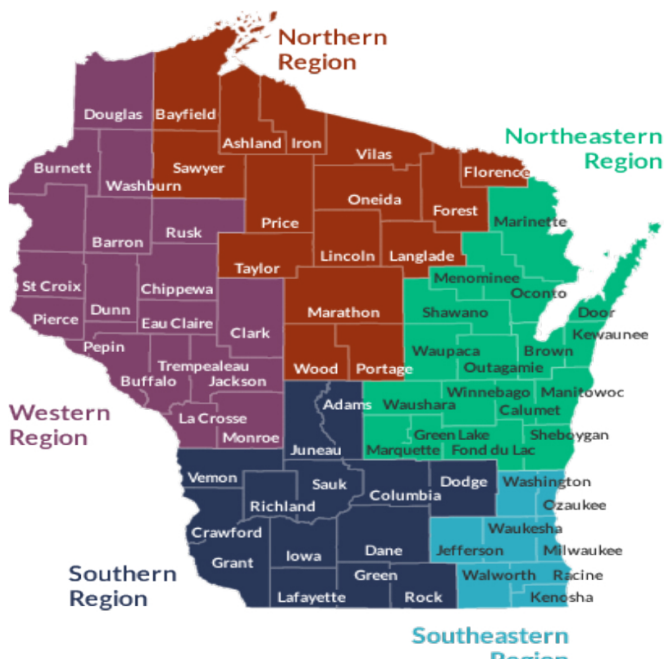 Northern
Region
Douglas
Bayfield
Ashland
Iron
Vilas
Northeastern
Region
Burnett
Washburn
Sawyer
Florence
Oneida
Forest
Price
Marinette
Barron
Rusk
Lincoln
Langlade
Taylor
Menominee
St Croix
Chippewa
Oconto
Dunn
Marathon
Shawano
Door
Pierce
Eau Claire
Clark
Kewaunee
Pepin
Waupaca
Brown
Trempealeau
Wood
Portage
Outagamie
Buffalo
Jackson
Winnebago
Manitowoc
Adams
Waushara
Calumet
Western
Region
La Crosse
Monroe
Juneau
Green Lake
Sheboygan
Marquette
Fond du Lac
Vernon
Sauk
Columbia
Dodge
Washington
Richland
Ozaukee
Crawford
Waukesha
Grant
Iowa
Dane
Jefferson
Milwaukee
Southern
Region
Green
Walworth
Racine
Lafayette
Rock
Kenosha
Southeastern
Region